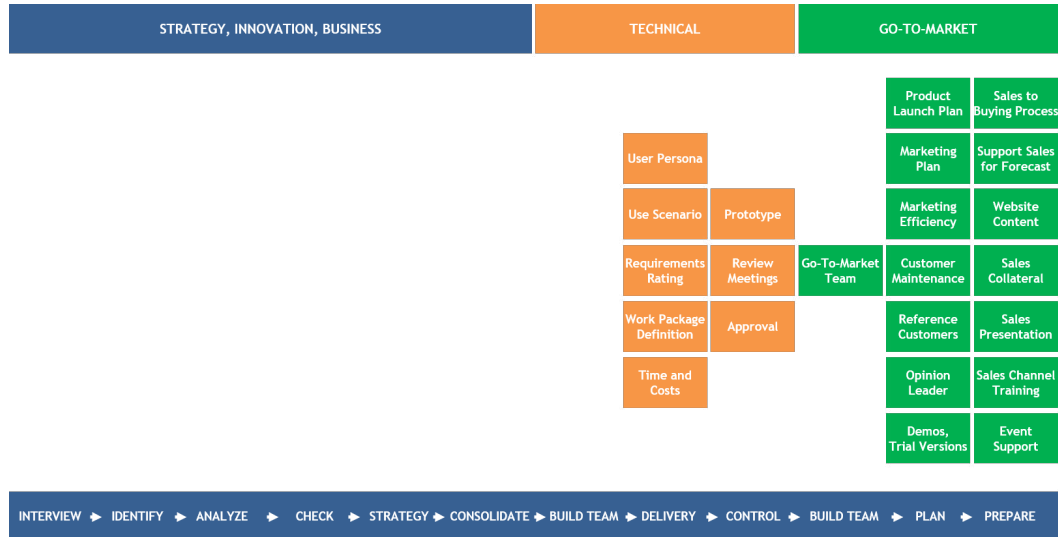 STRATEGY, INNOVATION, BUSINESS
TECHNICAL
GO-TO-MARKET
Product
Launch Plan
Sales to
Buying Process
User Persona
Marketing
Plan
Support Sales
for Forecast
Use Scenario
Prototype
Marketing
Efficiency
Website
Content
Requirements
Rating
Review
Meetings
Go-To-Market
Team
Customer
Maintenance
Sales
Collateral
Work Package
Definition
Approval
Reference
Customers
Sales
Presentation
Time and
Costs
Opinion
Leader
Sales Channel
Training
Demos,
Trial Versions
Event
Support
INTERVIEW
IDENTIFY
ANALYZE
CHECK
STRATEGY
CONSOLIDATE
BUILD TEAM
DELIVERY
CONTROL
BUILD TEAM
PLAN
PREPARE